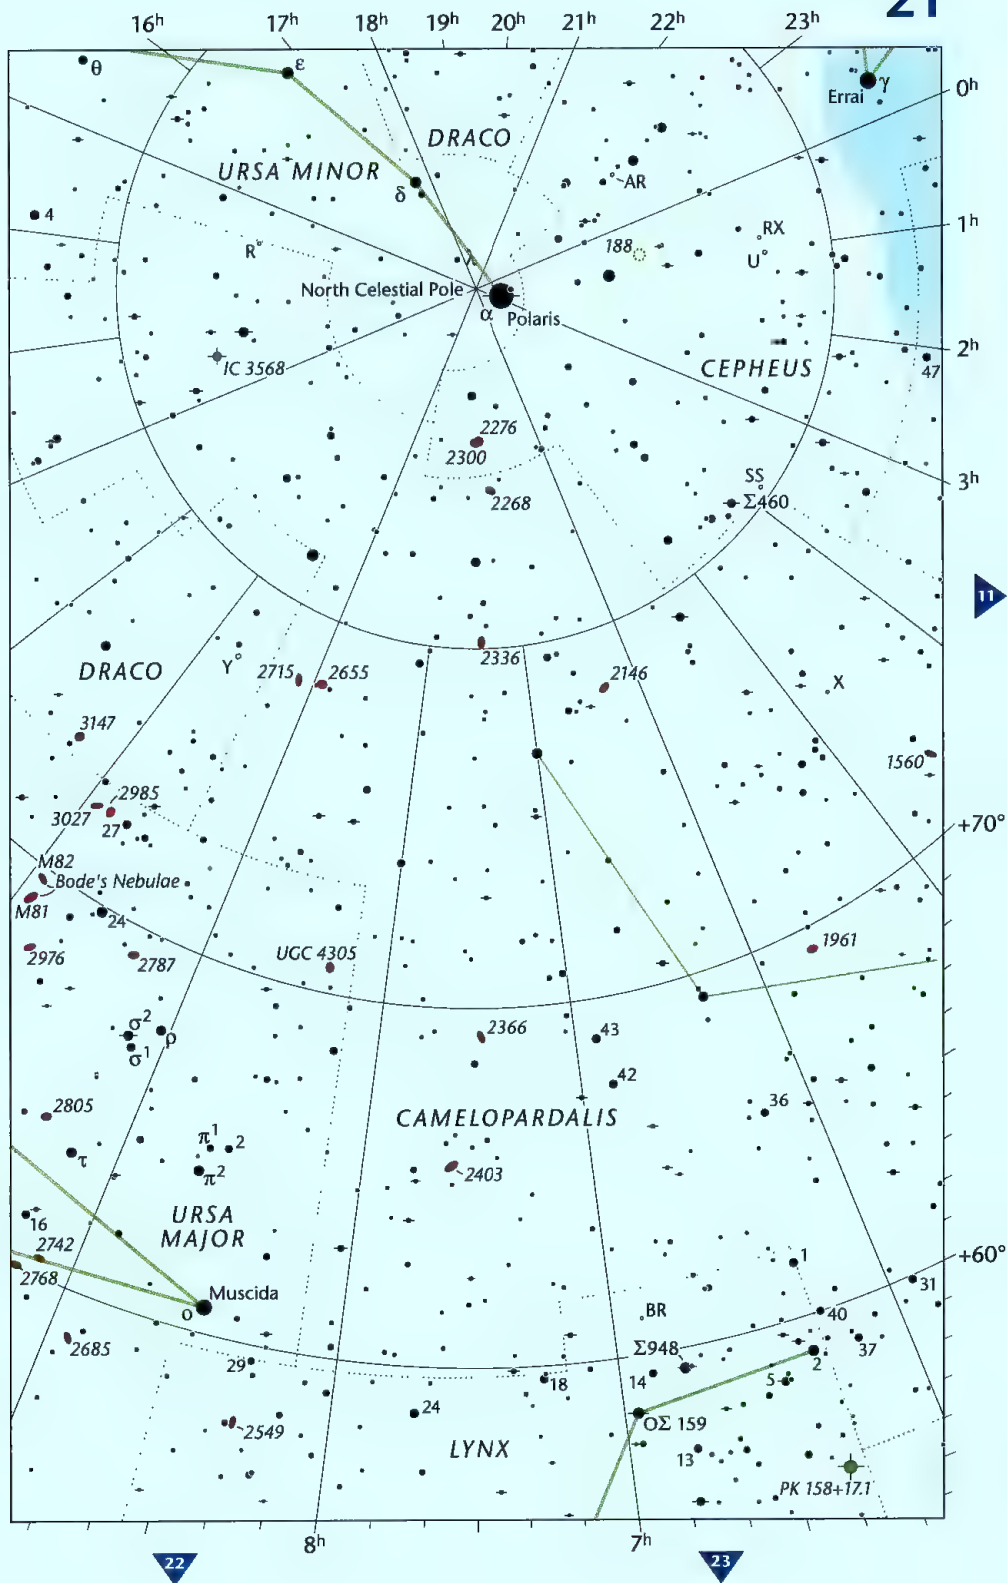 21
16h 17h 18h 19h 20h 21h 22h 23h
θ
ε
γ
Errai
0h
DRACO
URSA MINOR
δ
AR
4
1h
R
188
RX
U
λ
North Celestial Pole
α
Polaris
IC 3568
CEPHEUS
2h
47
2276
2300
2268
SS
Σ460
3h
11
DRACO
Y
2715
2655
2336
2146
X
3147
1560
2985
3027
27
+70°
M82
Bode's Nebulae
M81
24
2976
2787
UGC 4305
1961
σ2
ρ
σ1
2366
43
42
2805
CAMELOPARDALIS
36
π1
2
τ
π2
2403
URSA
MAJOR
16
2742
2768
1
+60°
Muscida
ο
31
BR
40
2685
Σ948
37
29
14
2
18
5
24
OΣ 159
2549
LYNX
13
PK 158+17.1
8h
7h
22
23